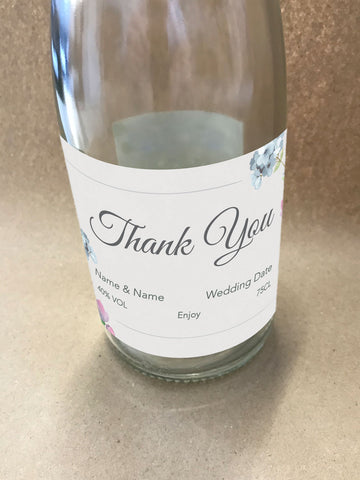 Thank You
Name & Name
Wedding Date
40% VOL
Enjoy
75CL